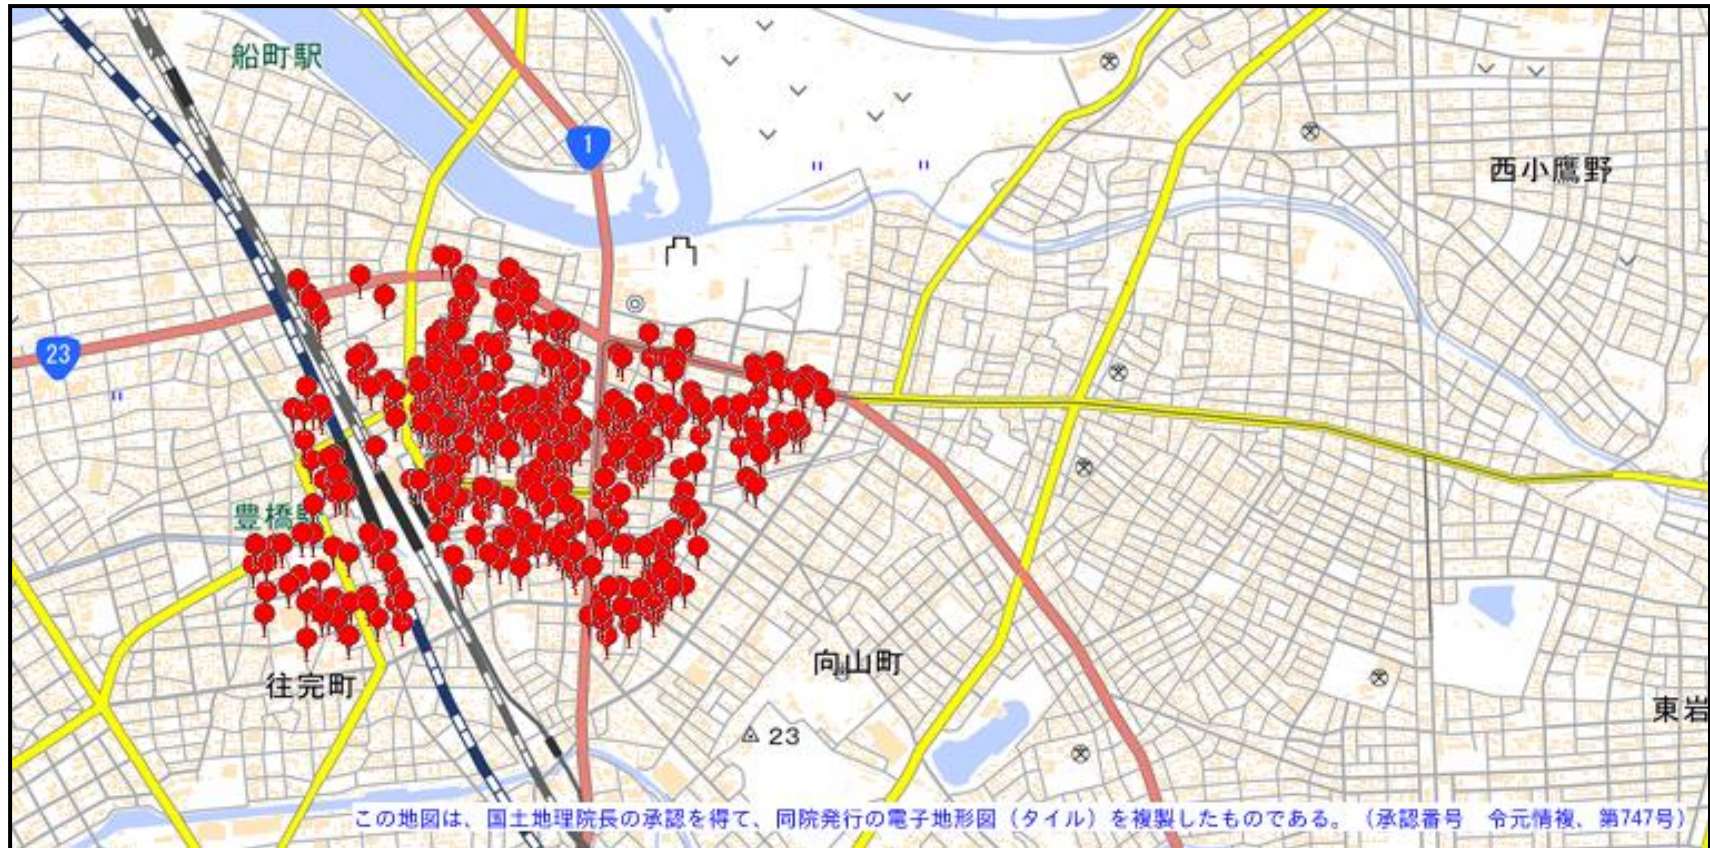 船町駅
1
西小鷹野
23
豊橋駅
向山町
往完町
東岩
23
この地図は、国土地理院長の承認を得て、同院発行の電子地形図（タイル）を複製したものである。（承認番号　令元情複、第747号）